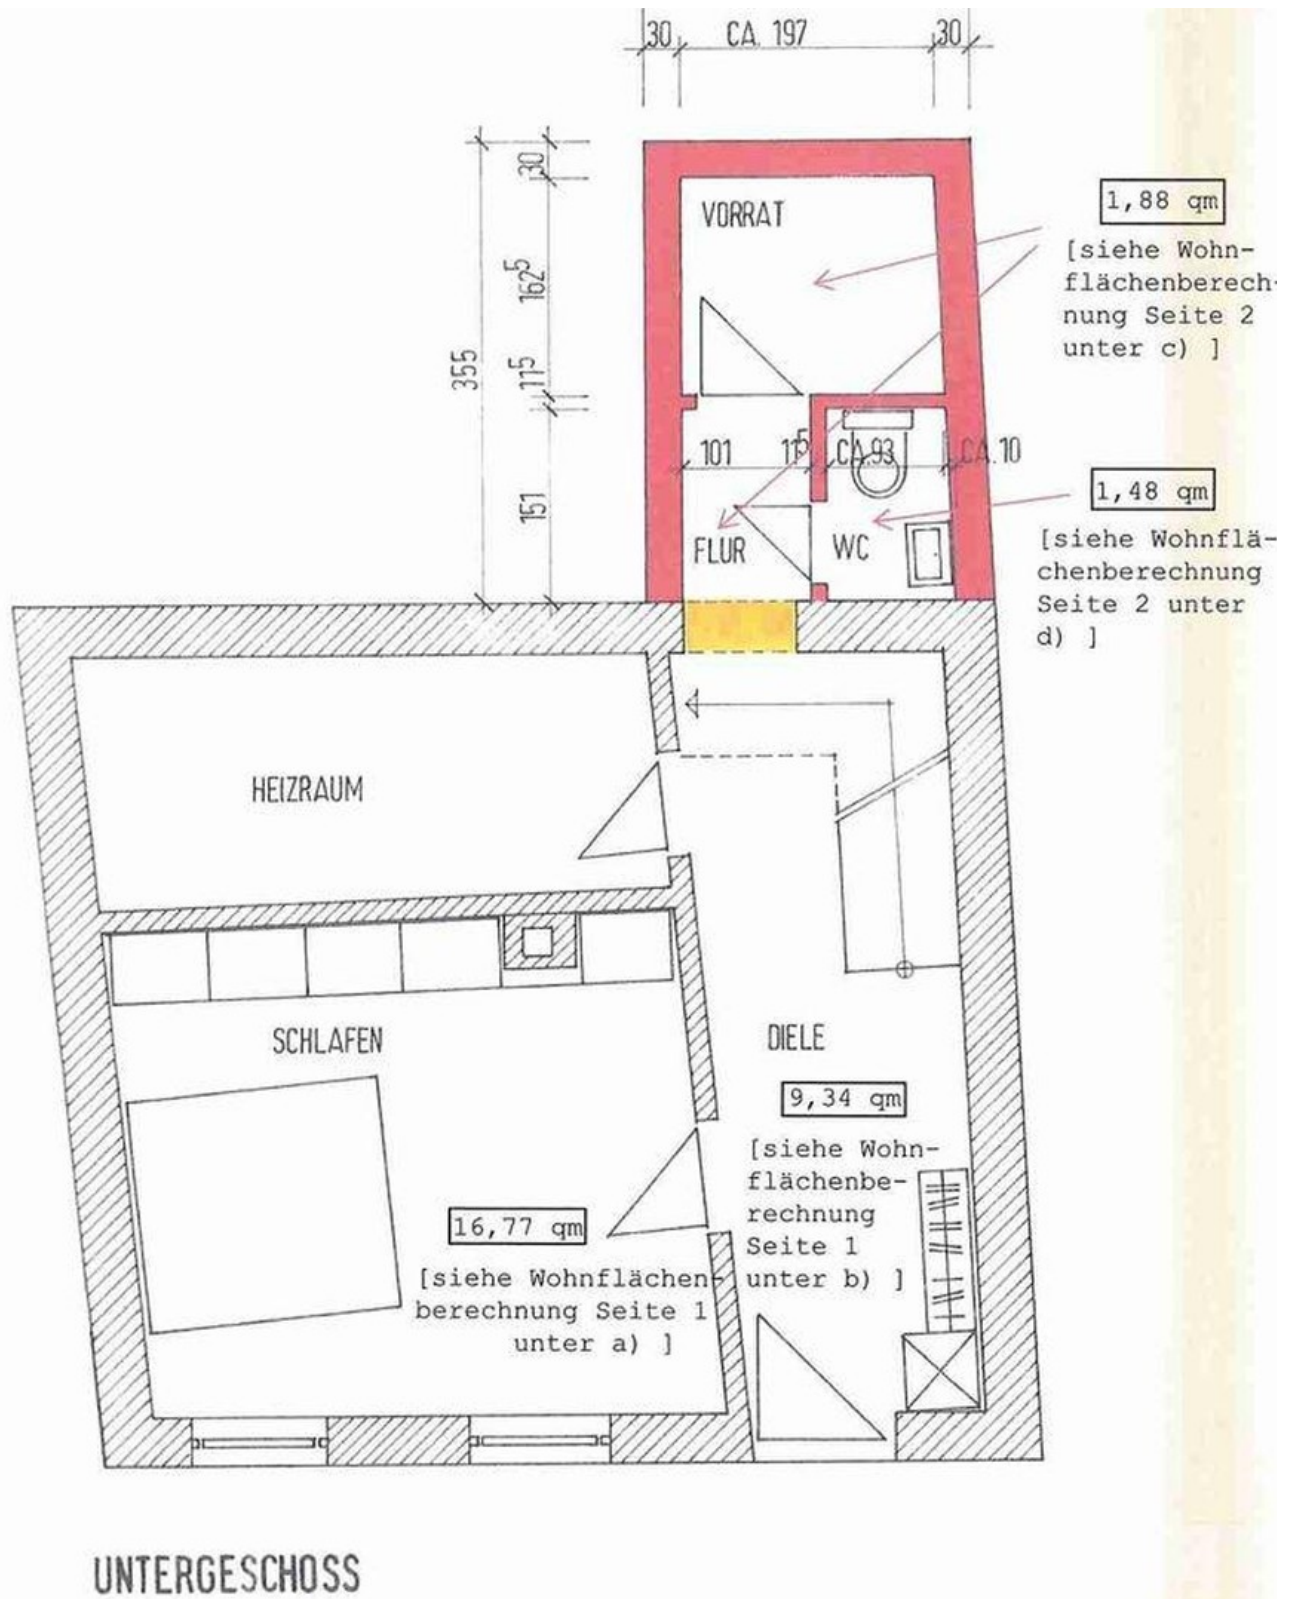 30
CA. 197
30
30
VORRAT
1,88 qm
[siehe Wohn-
flächenberech-
nung Seite 2
unter c) ]
162⁵
355
11⁵
101
11⁵
CA.93
CA.10
1,48 qm
151
FLUR
WC
[siehe Wohnflä-
chenberechnung
Seite 2 unter
d) ]
HEIZRAUM
SCHLAFEN
DIELE
9,34 qm
[siehe Wohn-
flächenbe-
rechnung
Seite 1
unter b) ]
16,77 qm
[siehe Wohnflächen-
berechnung Seite 1
unter a) ]
UNTERGESCHOSS